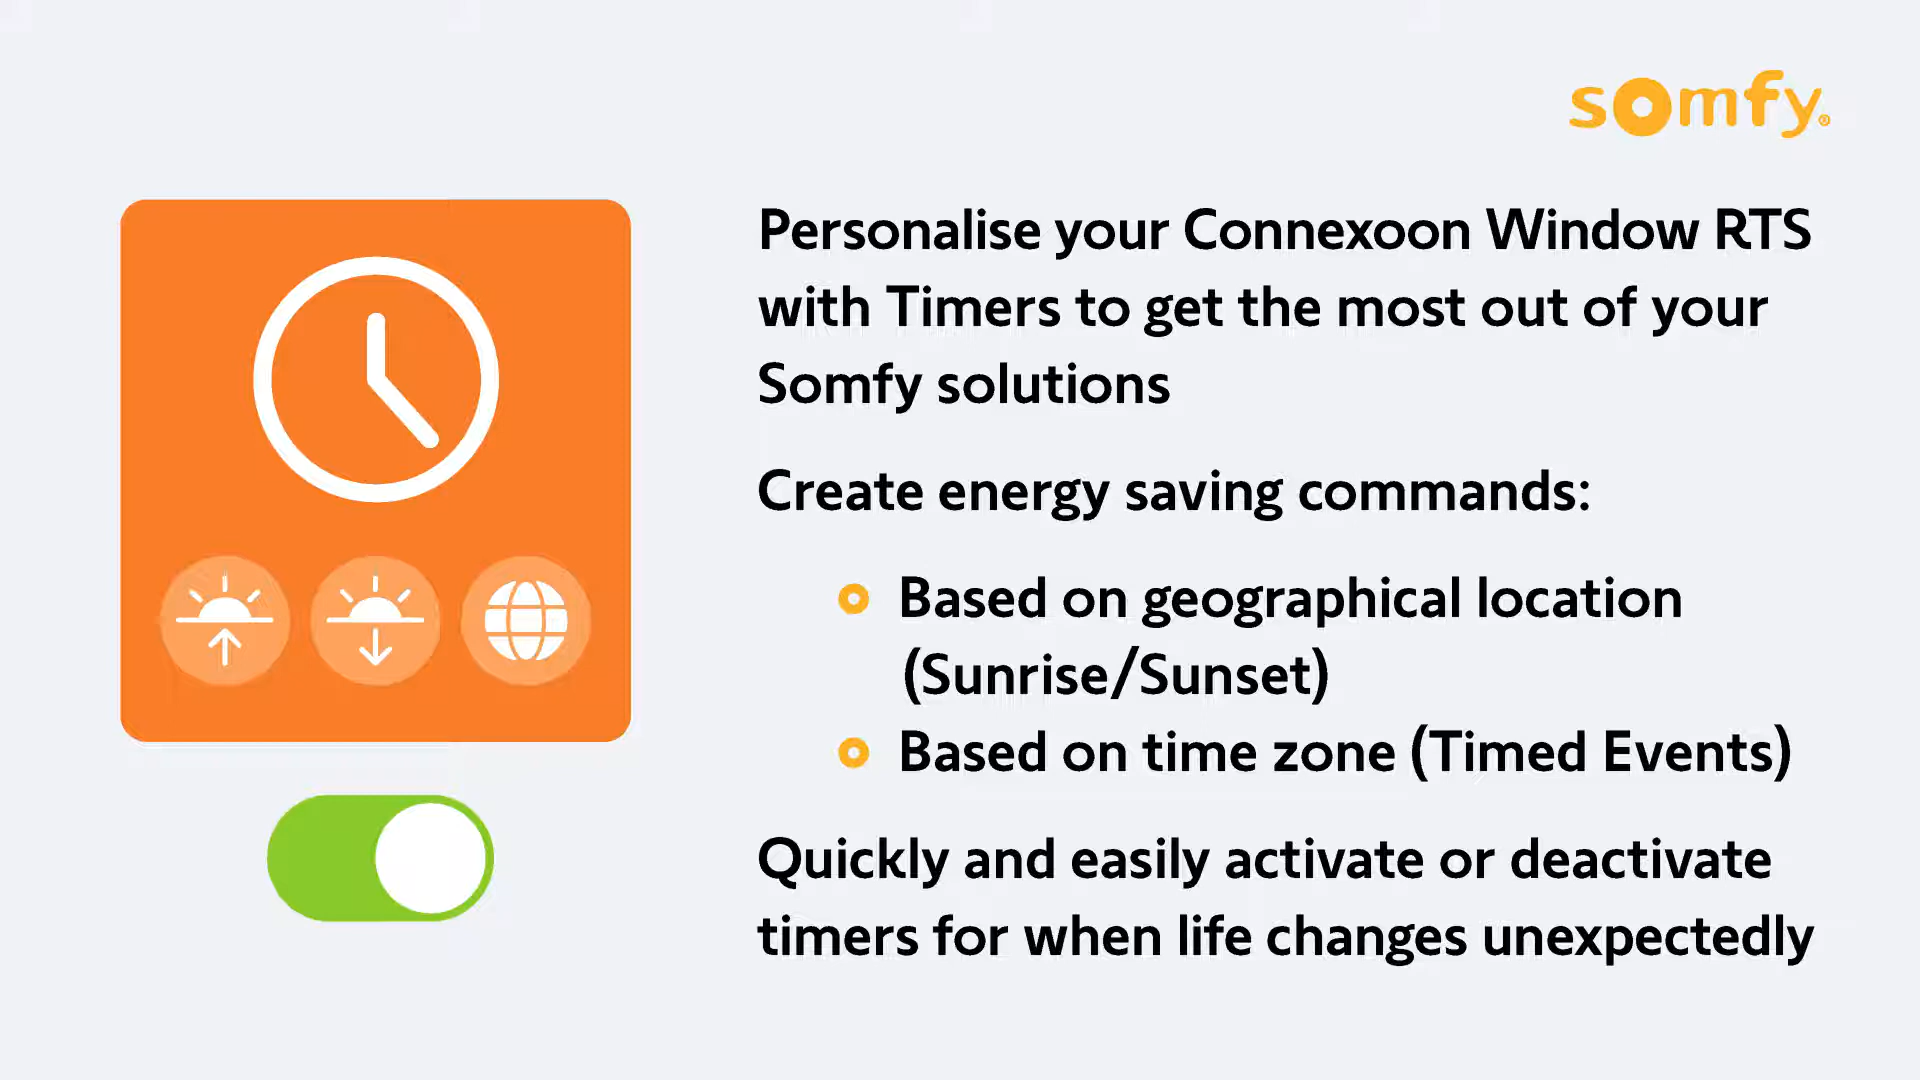 somfy®
Personalise your Connexoon Window RTS
with Timers to get the most out of your
Somfy solutions
Create energy saving commands:
Based on geographical location
(Sunrise/Sunset)
Based on time zone (Timed Events)
Quickly and easily activate or deactivate
timers for when life changes unexpectedly